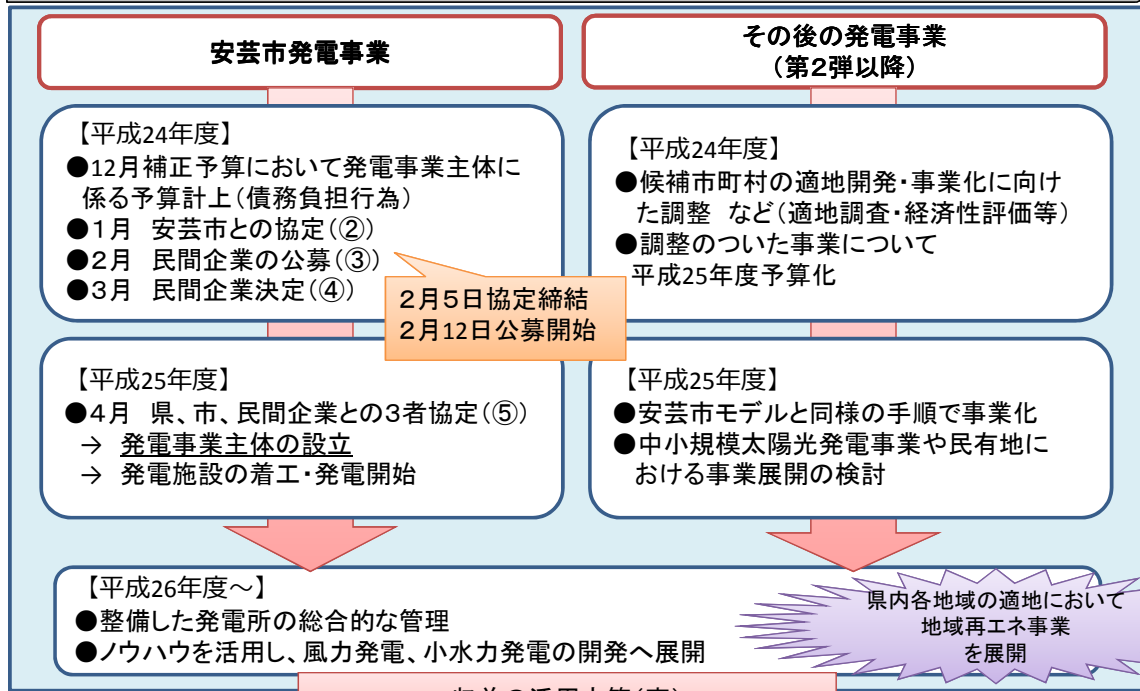 安芸市発電事業
【平成24年度】
●12月補正予算において発電事業主体に
係る予算計上(債務負担行為)
●1月 安芸市との協定(②)
●2月 民間企業の公募(③)
●3月 民間企業決定(④)
2月5日協定締結
2月12日公募開始
【平成25年度】
●4月 県、市、民間企業との3者協定(⑤)
→ 発電事業主体の設立
→ 発電施設の着工・発電開始
その後の発電事業
(第2弾以降)
【平成24年度】
●候補市町村の適地開発・事業化に向け
た調整 など(適地調査・経済性評価等)
●調整のついた事業について
平成25年度予算化
【平成25年度】
●安芸市モデルと同様の手順で事業化
●中小規模太陽光発電事業や民有地に
おける事業展開の検討
【平成26年度～】
●整備した発電所の総合的な管理
●ノウハウを活用し、風力発電、小水力発電の開発へ展開
県内各地域の適地において
地域再エネ事業
を展開